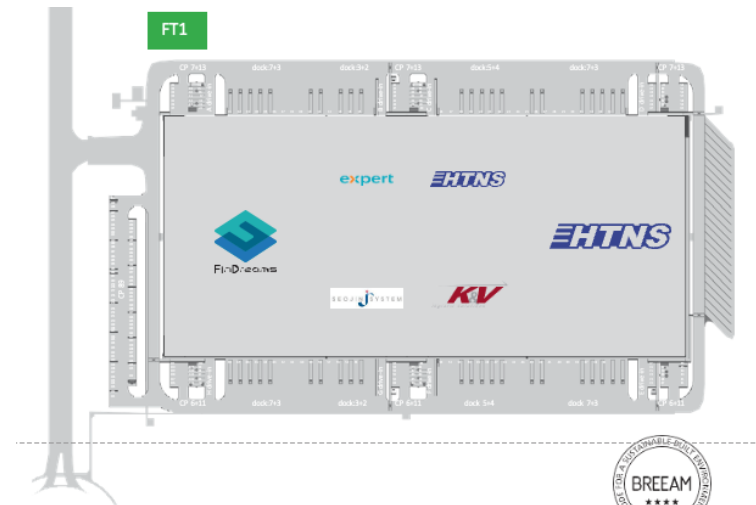 FT1
CP 7+13 dock:7+3 dock:3+2 CP 7+13 dock:5+4 dock:7+3 CP 7+13
expert HTNS
HTNS
FinDreams
CP 89
SEOJIN SYSTEM K&V
CP 6+11 dock:7+3 dock:3+2 CP 6+11 dock: 5+4 dock: 7+3 CP 6+11
BREEAM